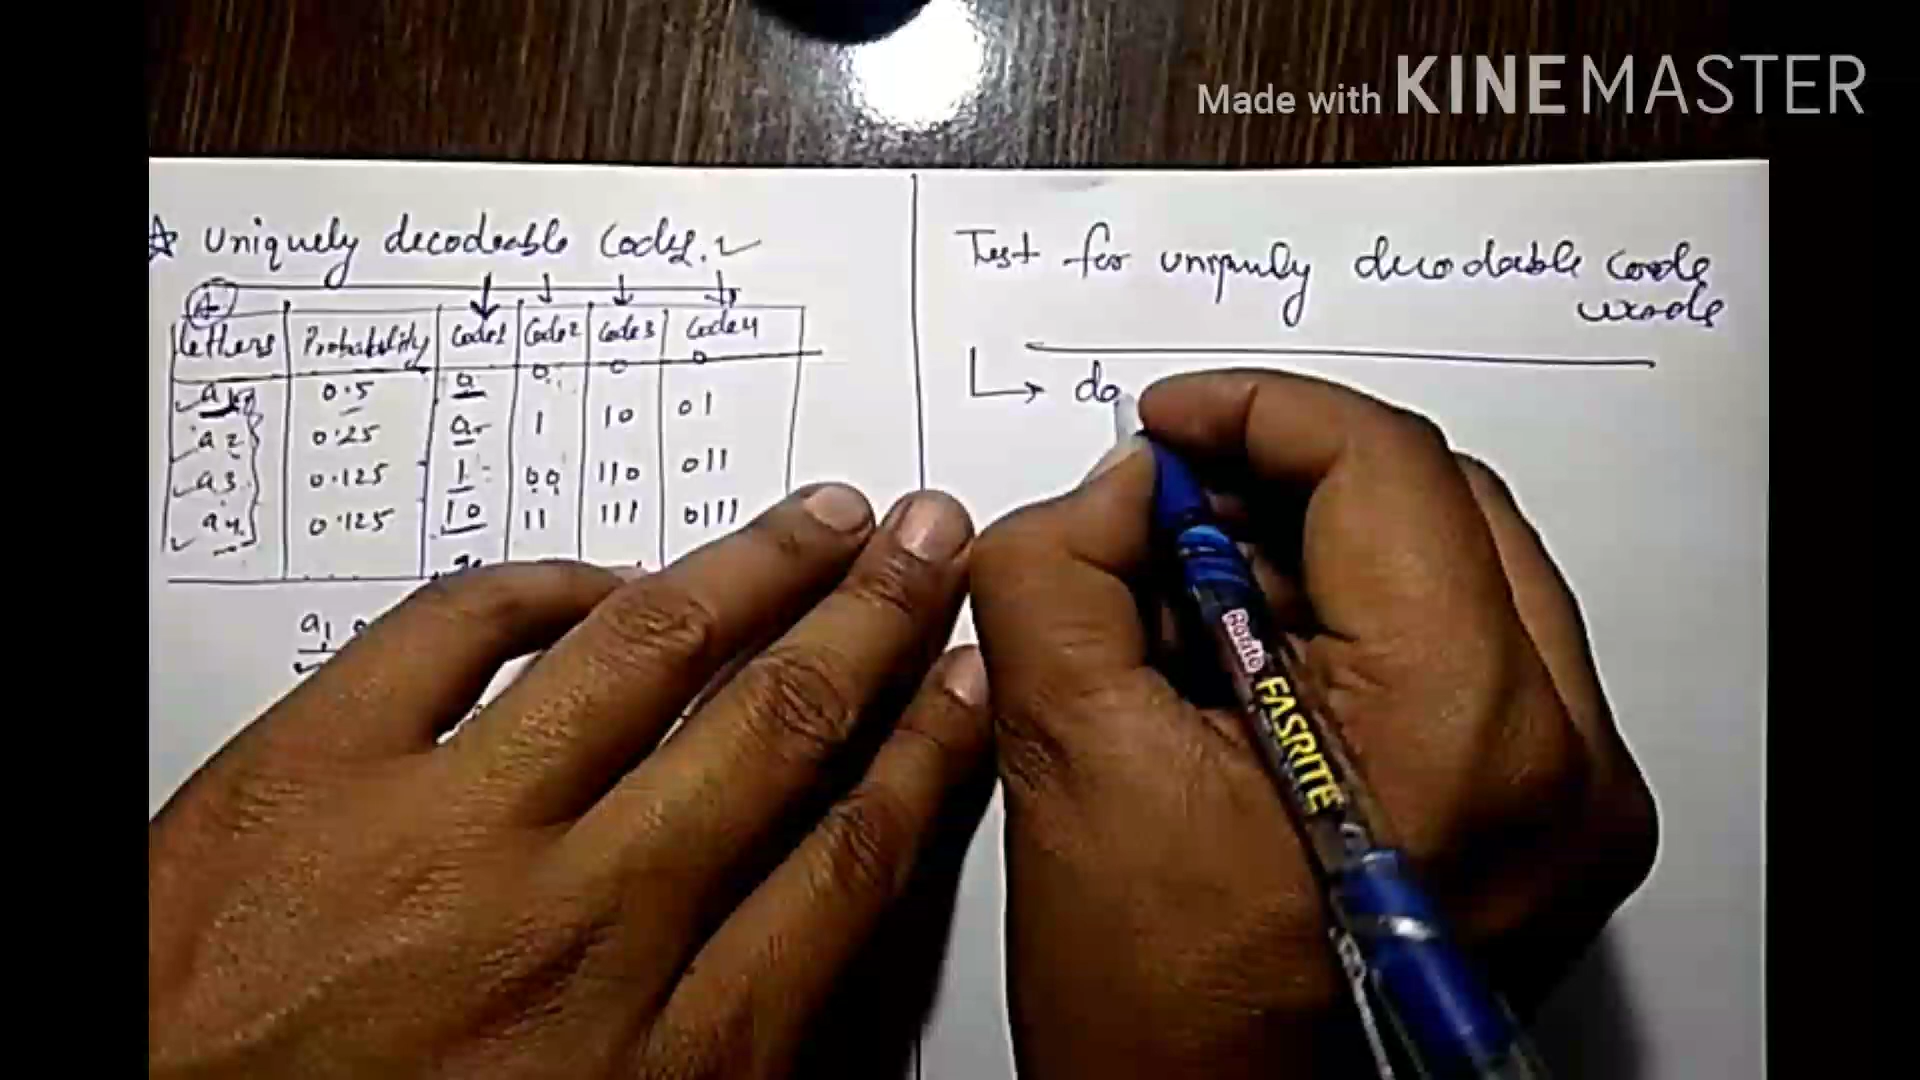 Made with KINEMASTER
☆ Uniquely decodeable Codes.
A
letters Probability Code1 Code2 Code3 Code4
a1 0.5 0 0 0 0
a2 0.25 0 1 10 01
a3 0.125 1 00 110 011
a4 0.125 10 11 111 0111
a1
Test for uniquely decodable code
words
do
FASRITE